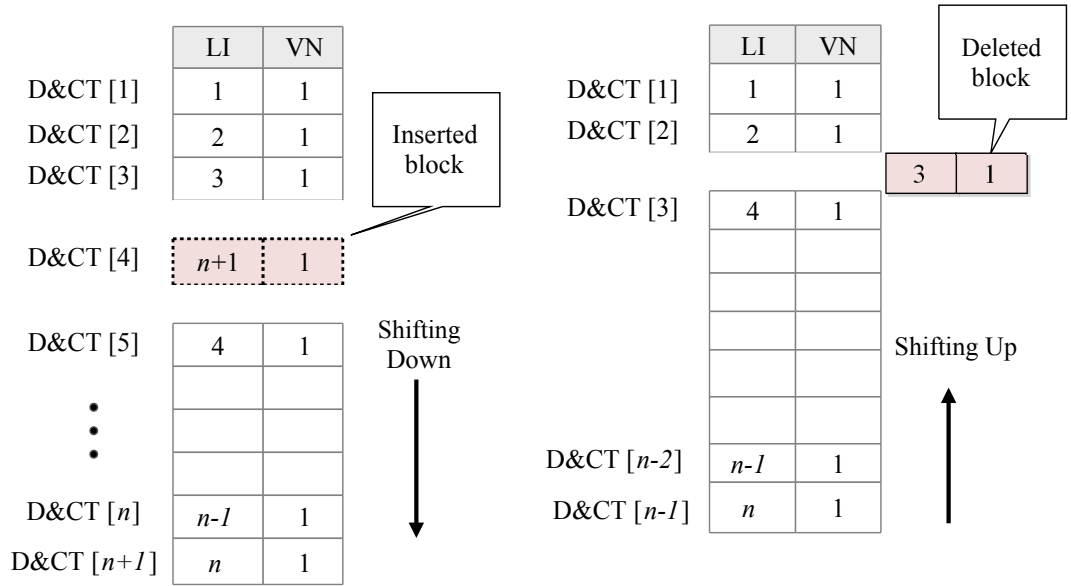 LI VN
D&CT [1] 1 1
D&CT [2] 2 1
D&CT [3] 3 1
Inserted
block
D&CT [4] n+1 1
D&CT [5] 4 1
Shifting
Down
D&CT [n] n-1 1
D&CT [n+1] n 1
LI VN
Deleted
block
D&CT [1] 1 1
D&CT [2] 2 1
3 1
D&CT [3] 4 1
Shifting Up
D&CT [n-2] n-1 1
D&CT [n-1] n 1